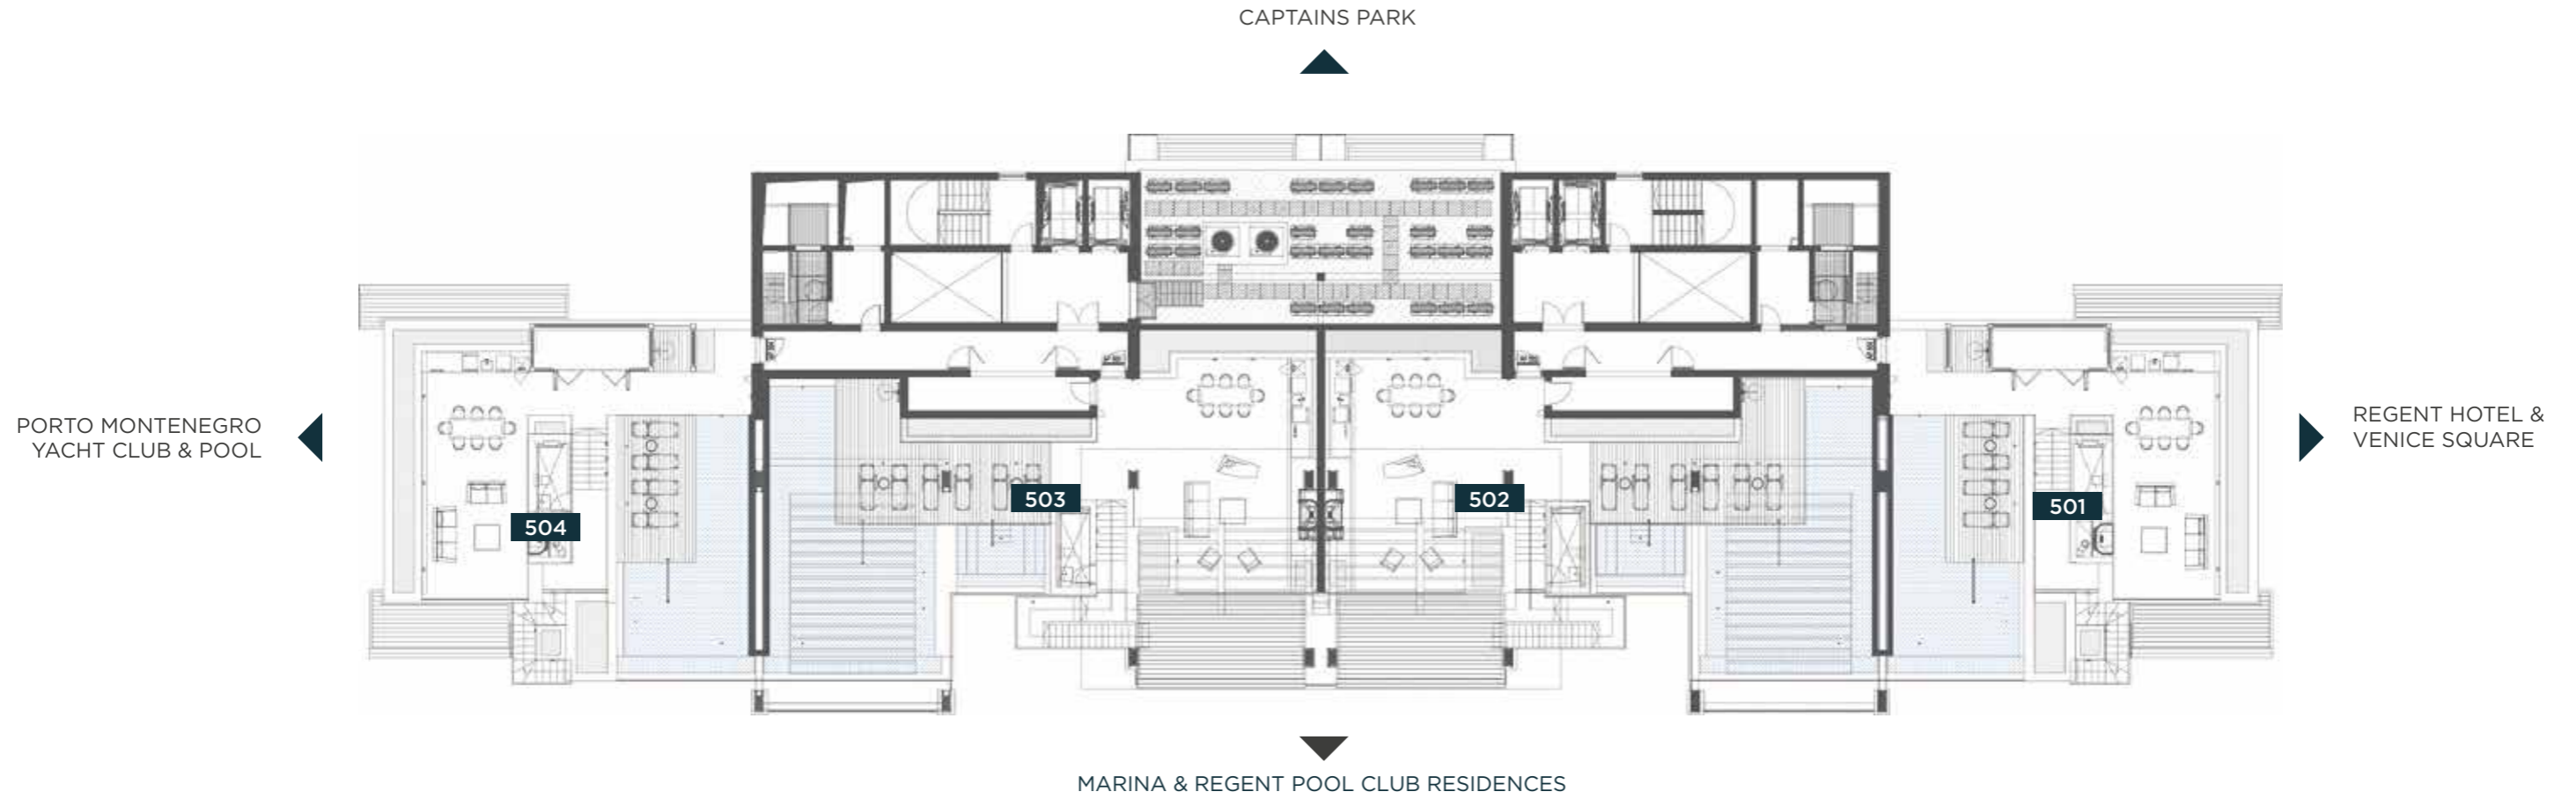 CAPTAINS PARK
PORTO MONTENEGRO
YACHT CLUB & POOL
REGENT HOTEL &
VENICE SQUARE
503
502
504
501
MARINA & REGENT POOL CLUB RESIDENCES